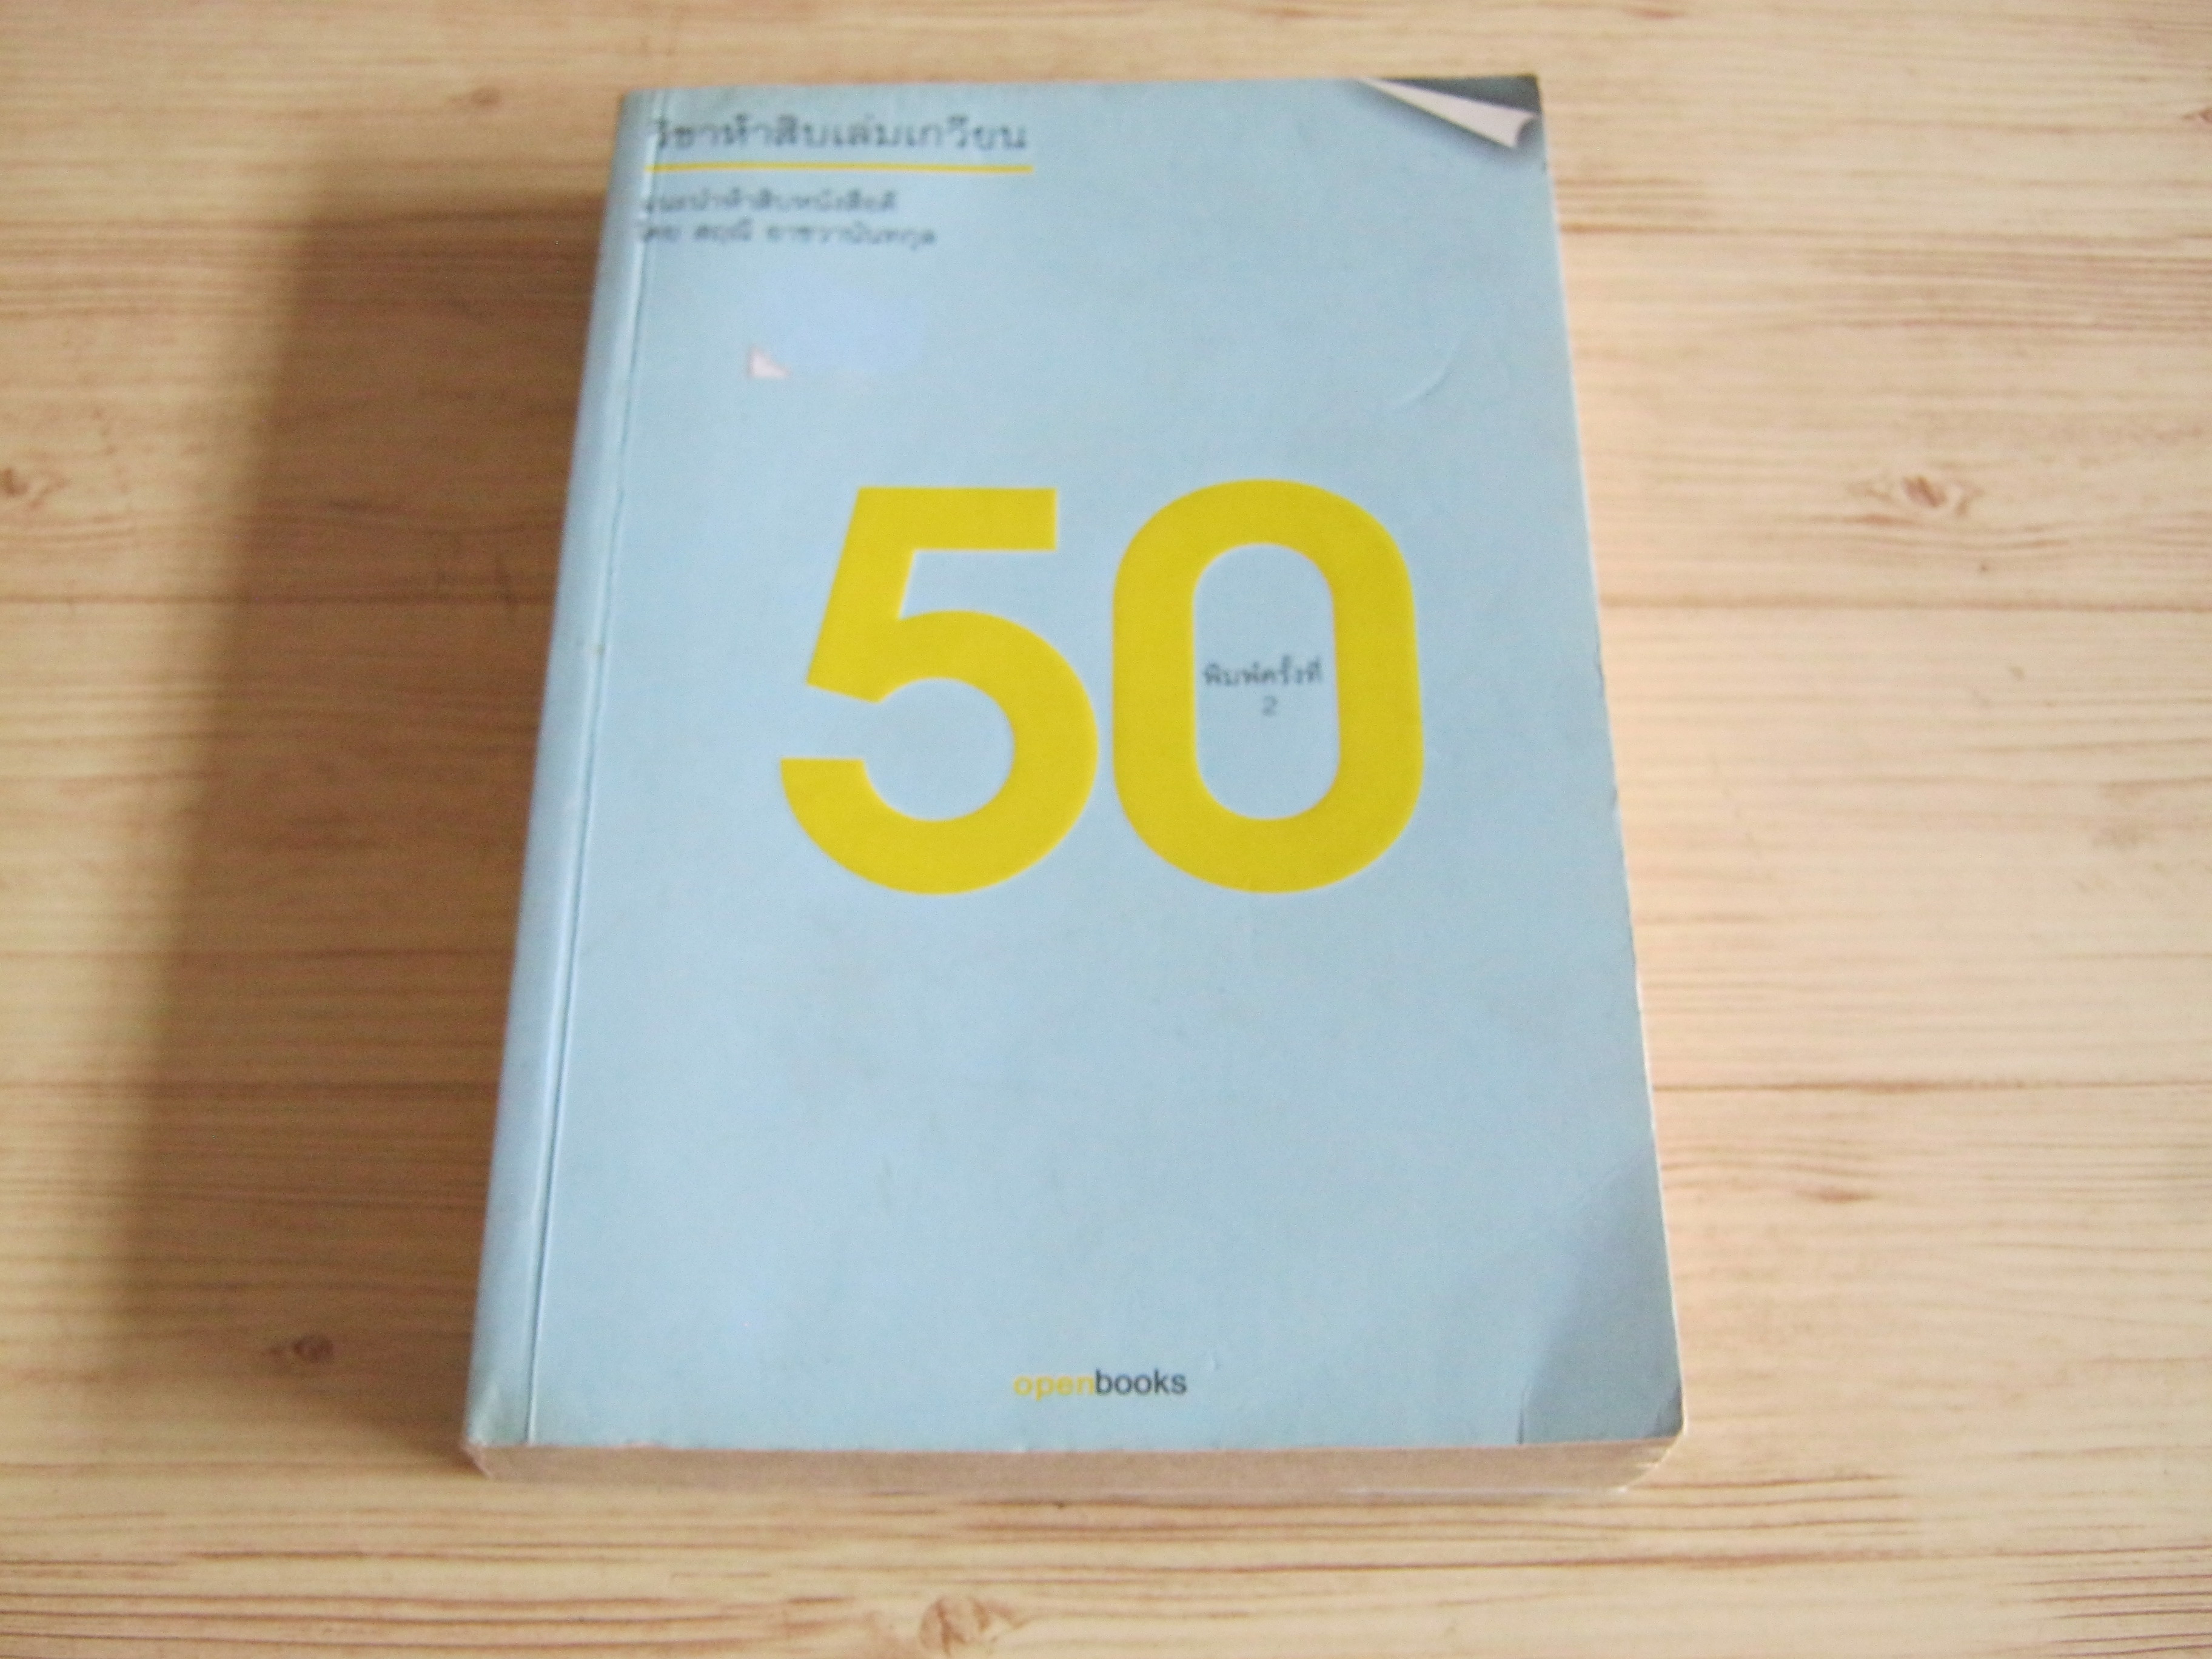 วิชาห้าสิบเล่มเกวียน
แนะนำห้าสิบหนังสือดี
โดย สฤณี อาชวานันทกุล
50
พิมพ์ครั้งที่
2
openbooks